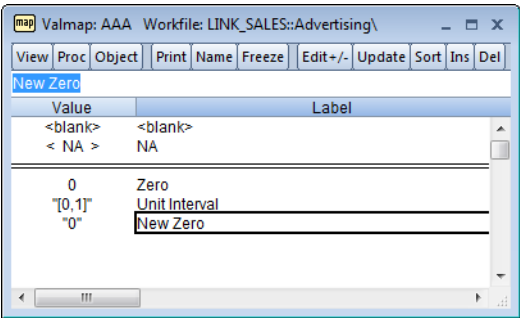 map Valmap: AAA Workfile: LINK_SALES::Advertising\
View Proc Object Print Name Freeze Edit+/- Update Sort Ins Del
New Zero
Value Label
<blank> <blank>
< NA > NA
0 Zero
"[0,1]" Unit Interval
"0" New Zero